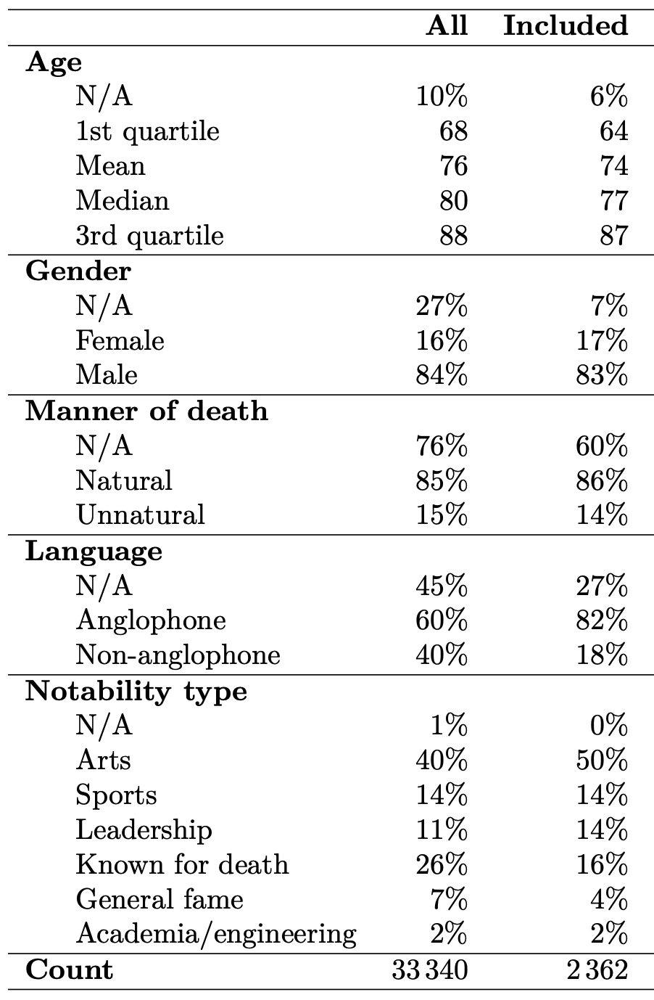 All Included
Age
N/A 10% 6%
1st quartile 68 64
Mean 76 74
Median 80 77
3rd quartile 88 87
Gender
N/A 27% 7%
Female 16% 17%
Male 84% 83%
Manner of death
N/A 76% 60%
Natural 85% 86%
Unnatural 15% 14%
Language
N/A 45% 27%
Anglophone 60% 82%
Non-anglophone 40% 18%
Notability type
N/A 1% 0%
Arts 40% 50%
Sports 14% 14%
Leadership 11% 14%
Known for death 26% 16%
General fame 7% 4%
Academia/engineering 2% 2%
Count 33 340 2 362